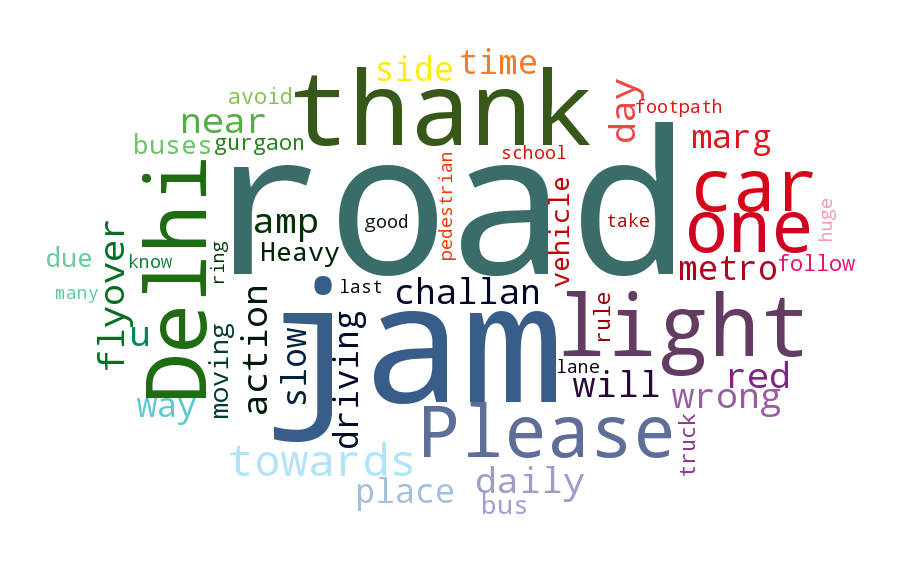 side
time
thank
day
footpath
avoid
near
buses
gurgaon
marg
school
road
pedestrian
car
one
Delhi
amp
Heavy
good
vehicle
take
huge
due
flyover
know
ring
metro
follow
many
last
challan
jam
light
rule
u
moving
action
slow
driving
lane
will
red
wrong
way
Please
truck
towards
place
daily
bus